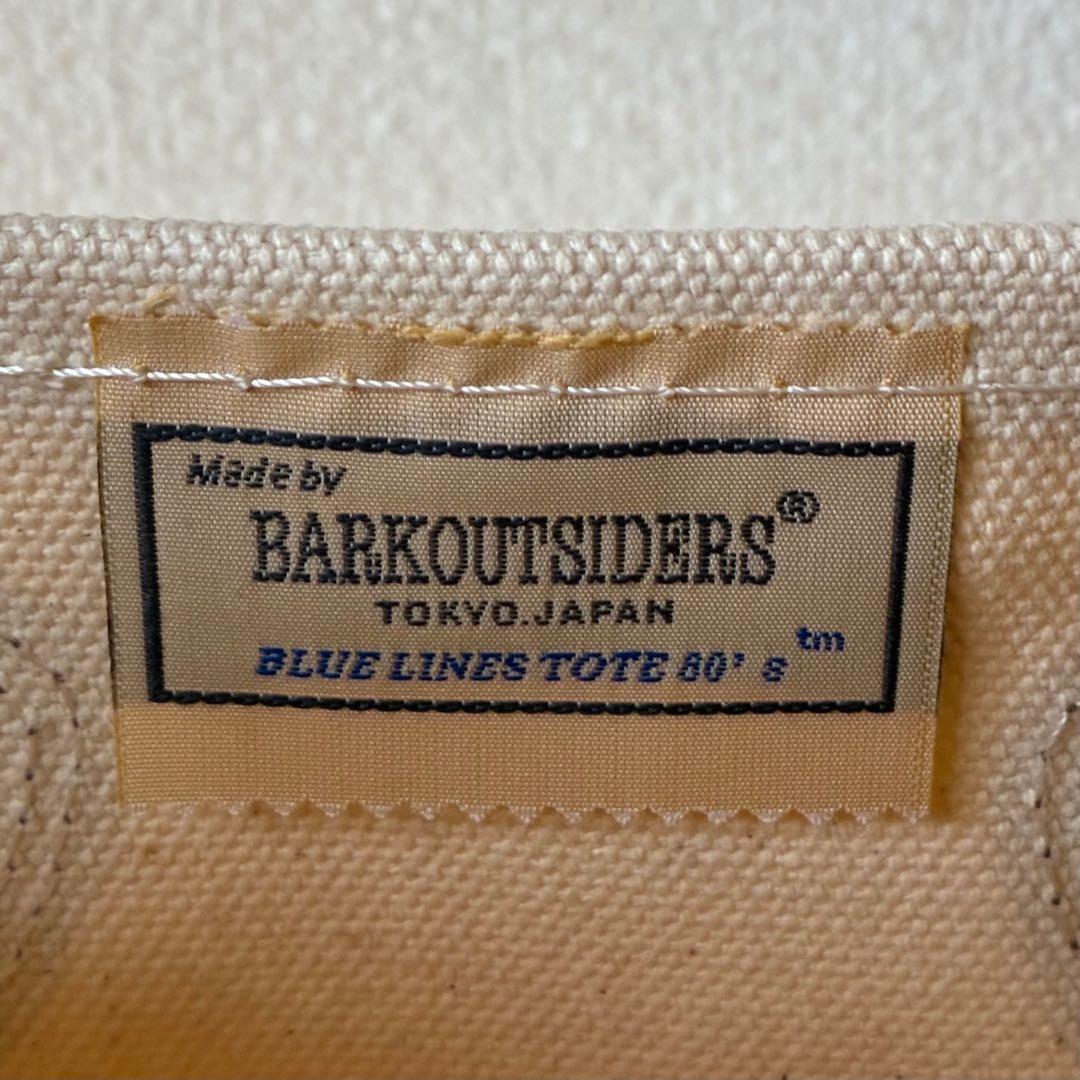 Made by
BARKOUTSIDERS®
TOKYO.JAPAN
BLUE LINES TOTE 80's tm